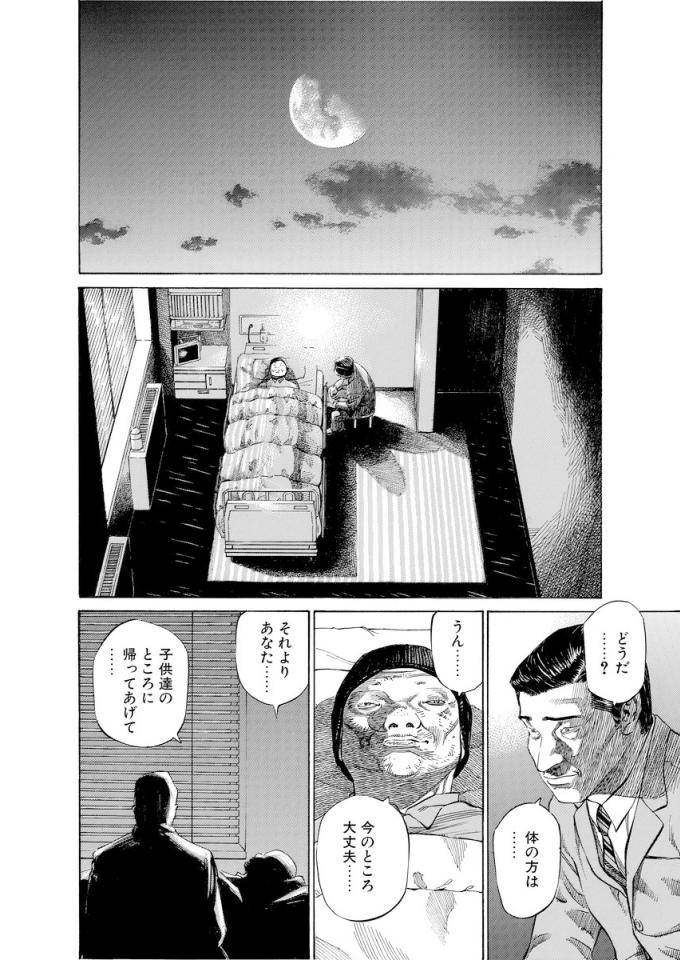 どうだ
……?
体の方は
……
うん……
今のところ
大丈夫……
それより
あなた……
子供達の
ところに
帰ってあげて
……